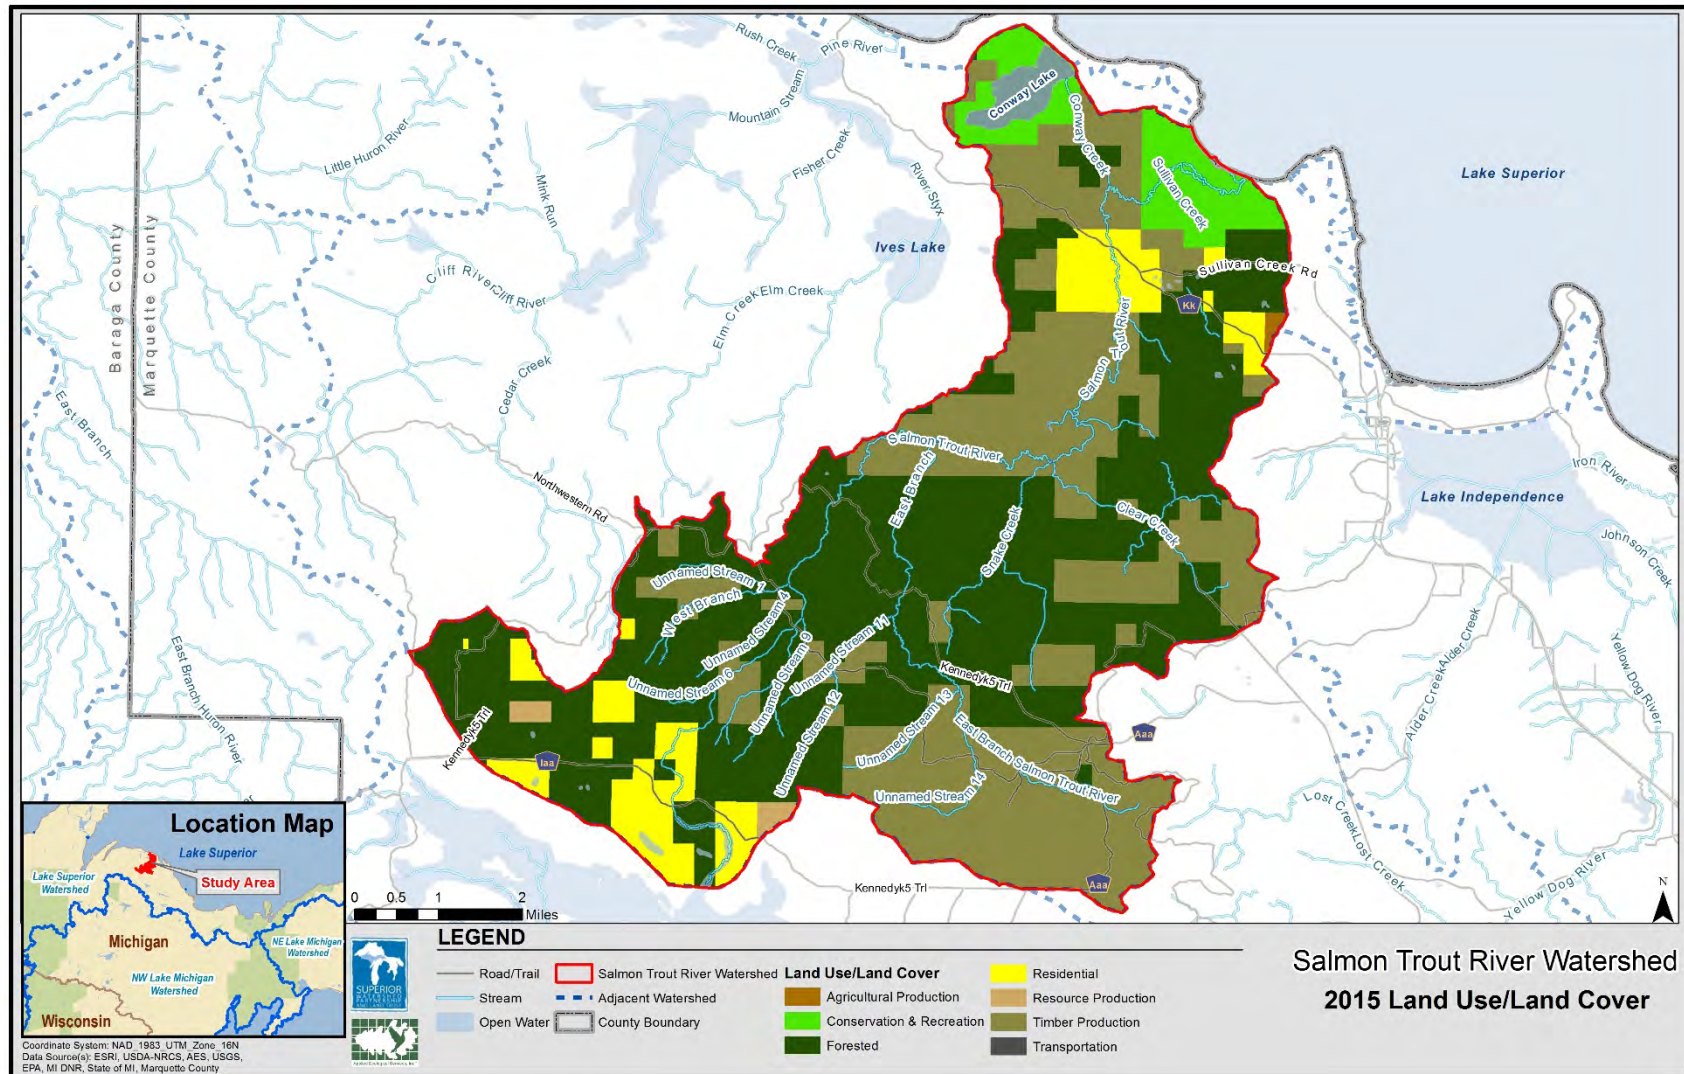 Rush Creek
Pine River
Mountain Stream
Little Huron River
Fisher Creek
Mink Run
River Styx
Conway Lake
Conway Creek
Sullivan Creek
Lake Superior
Baraga County
Marquette County
Ives Lake
Cliff River
Cliff River
Elm Creek
Elm Creek
Sullivan Creek Rd
Kk
Salmon Trout River
Cedar Creek
East Branch
Salmon Trout River
Northwestern Rd
East Branch
Snake Creek
Clear Creek
Iron River
Lake Independence
Johnson Creek
Unnamed Stream 1
West Branch
Unnamed Stream 4
Unnamed Stream 6
Unnamed Stream 9
Unnamed Stream 11
Unnamed Stream 12
Unnamed Stream 13
Unnamed Stream 14
Kennedyk5 Trl
East Branch Salmon Trout River
East Branch Huron River
Kennedyk5 Trl
Iaa
Aaa
Aaa
Alder Creek
Alder Creek
Yellow Dog River
Lost Creek
Lost Creek
Yellow Dog River
Kennedyk5 Trl
N
Location Map
Lake Superior
Lake Superior
Watershed
Study Area
Michigan
NE Lake Michigan
Watershed
NW Lake Michigan
Watershed
Wisconsin
0 0.5 1 2
Miles
Coordinate System: NAD_1983_UTM_Zone_16N
Data Source(s): ESRI, USDA-NRCS, AES, USGS,
EPA, MI DNR, State of MI, Marquette County
SUPERIOR
WATERSHED
PARTNERSHIP
AND LAND TRUST
LEGEND
Road/Trail
Stream
Open Water
Salmon Trout River Watershed
Adjacent Watershed
County Boundary
Land Use/Land Cover
Agricultural Production
Conservation & Recreation
Forested
Residential
Resource Production
Timber Production
Transportation
Salmon Trout River Watershed
2015 Land Use/Land Cover